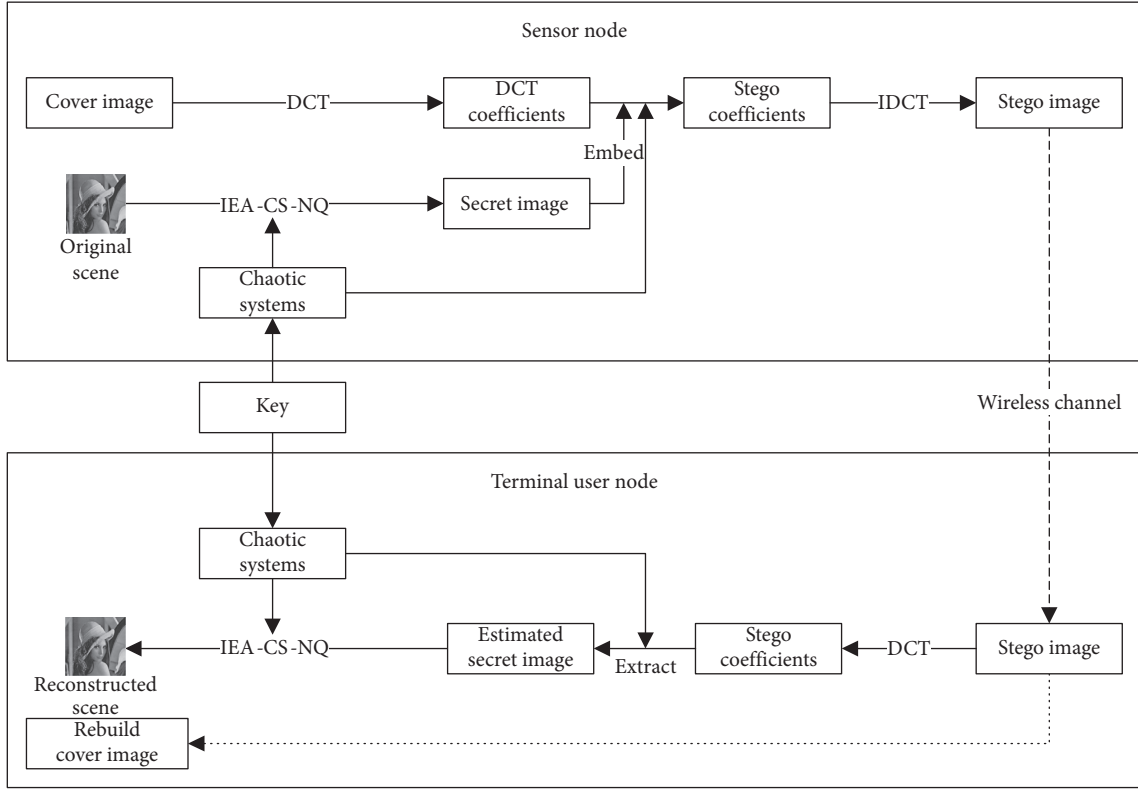 Sensor node
Cover image
DCT
DCT
coefficients
Stego
coefficients
IDCT
Stego image
Embed
IEA-CS-NQ
Secret image
Original
scene
Chaotic
systems
Key
Wireless channel
Terminal user node
Chaotic
systems
IEA-CS-NQ
Estimated
secret image
Extract
Stego
coefficients
DCT
Stego image
Reconstructed
scene
Rebuild
cover image